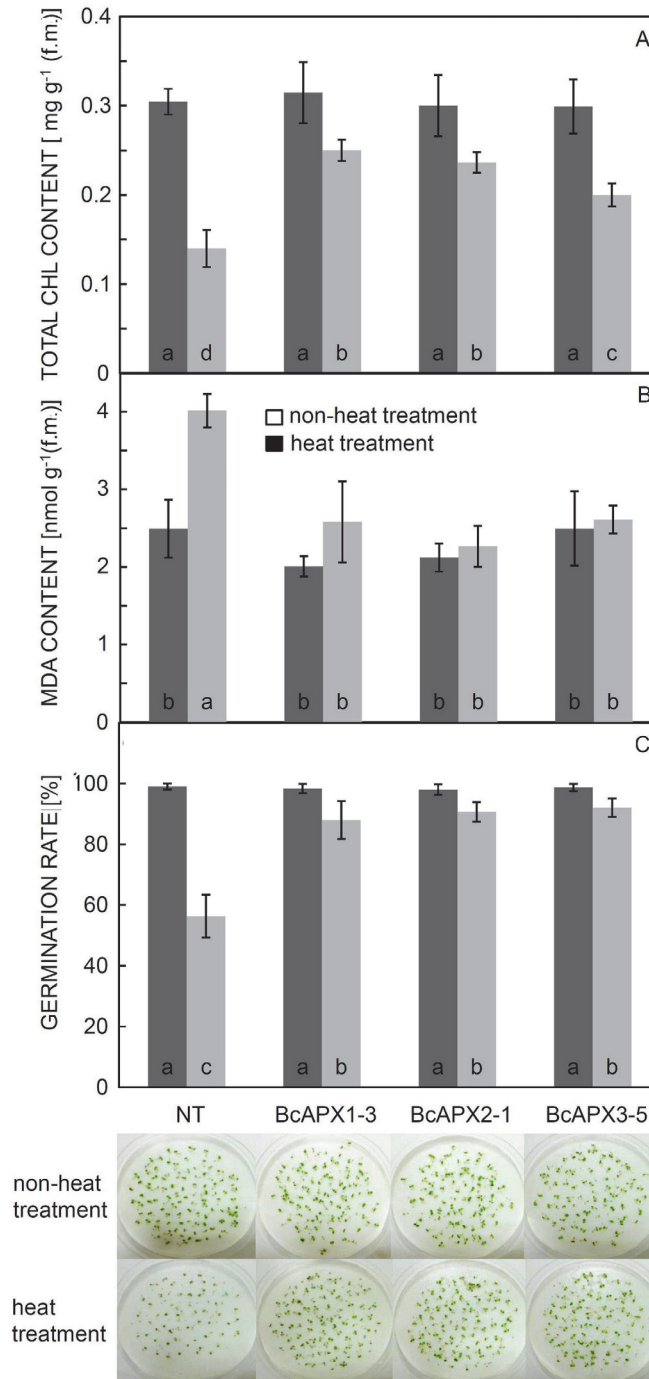 A
TOTAL CHL CONTENT [ mg g⁻¹ (f.m.)]
0.4
0.3
0.2
0.1
0
a d a b a b a c
B
MDA CONTENT [nmol g⁻¹(f.m.)]
non-heat treatment
heat treatment
4
3
2
1
0
b a b b b b b b
C
GERMINATION RATE [%]
100
80
60
40
20
0
a c a b a b a b
NT BcAPX1-3 BcAPX2-1 BcAPX3-5
non-heat
treatment
heat
treatment